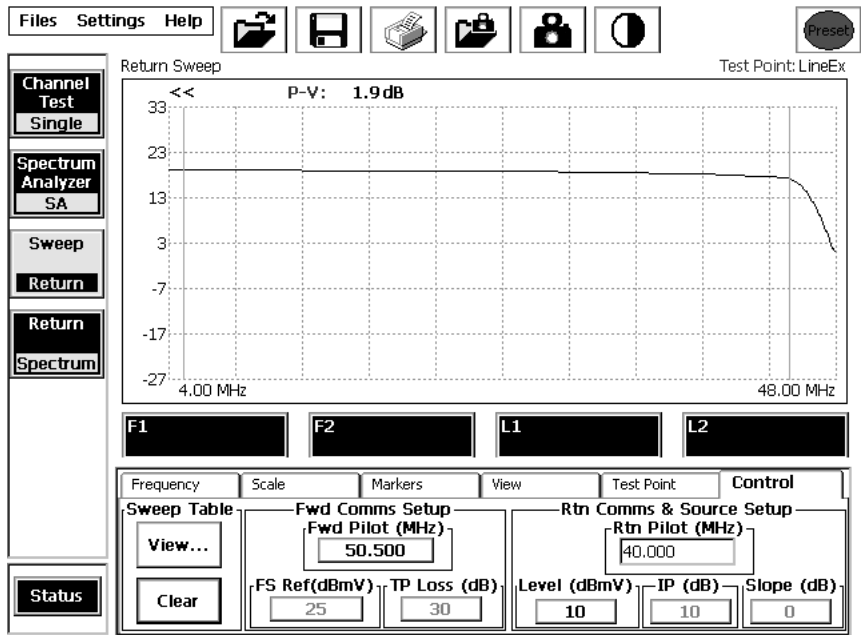 Files Settings Help
Preset
Return Sweep
Test Point: LineEx
Channel
Test
Single
Spectrum
Analyzer
SA
Sweep
Return
Return
Spectrum
Status
<< P-V: 1.9 dB
33
23
13
3
-7
-17
-27
4.00 MHz
48.00 MHz
F1
F2
L1
L2
Frequency
Scale
Markers
View
Test Point
Control
Sweep Table
View...
Clear
Fwd Comms Setup
Fwd Pilot (MHz)
50.500
FS Ref(dBmV)
25
TP Loss (dB)
30
Rtn Comms & Source Setup
Rtn Pilot (MHz)
40.000
Level (dBmV)
10
IP (dB)
10
Slope (dB)
0